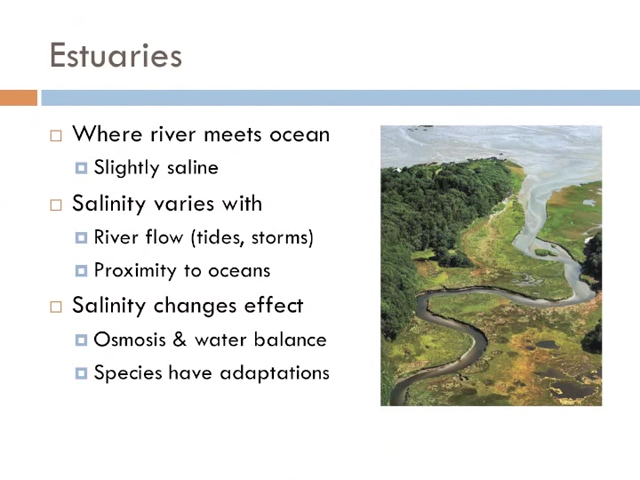 Estuaries
Where river meets ocean
Slightly saline
Salinity varies with
River flow (tides, storms)
Proximity to oceans
Salinity changes effect
Osmosis & water balance
Species have adaptations